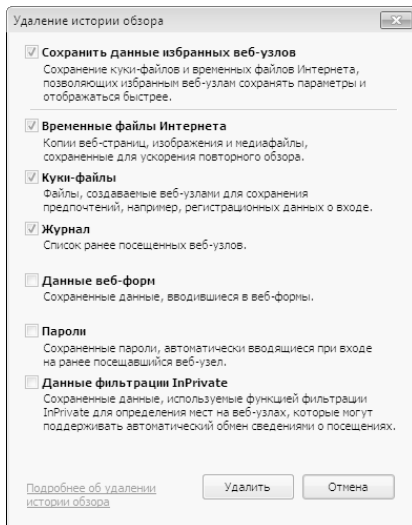 Удаление истории обзора
Сохранить данные избранных веб-узлов
Сохранение куки-файлов и временных файлов Интернета,
позволяющих избранным веб-узлам сохранять параметры и
отображаться быстрее.
Временные файлы Интернета
Копии веб-страниц, изображения и медиафайлы,
сохраненные для ускорения повторного обзора.
Куки-файлы
Файлы, создаваемые веб-узлами для сохранения
предпочтений, например, регистрационных данных о входе.
Журнал
Список ранее посещенных веб-узлов.
Данные веб-форм
Сохраненные данные, вводившиеся в веб-формы.
Пароли
Сохраненные пароли, автоматически вводящиеся при входе
на ранее посещавшийся веб-узел.
Данные фильтрации InPrivate
Сохраненные данные, используемые функцией фильтрации
InPrivate для определения мест на веб-узлах, которые могут
поддерживать автоматический обмен сведениями о посещениях.
Подробнее об удалении
истории обзора
Удалить
Отмена